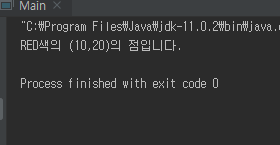 Main
"C:\Program Files\Java\jdk-11.0.2\bin\java.
RED색의 (10,20)의 점입니다.
Process finished with exit code 0